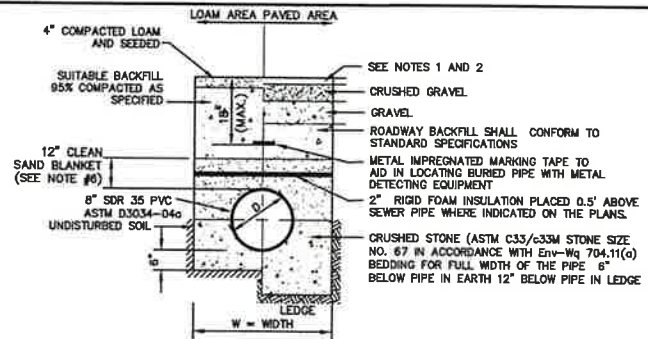 LOAM AREA PAVED AREA
4" COMPACTED LOAM
AND SEEDED
SUITABLE BACKFILL
95% COMPACTED AS
SPECIFIED
18"
(MAX.)
12" CLEAN
SAND BLANKET
(SEE NOTE #6)
8" SDR 35 PVC
ASTM D3034-04a
UNDISTURBED SOIL
D/
6"
SEE NOTES 1 AND 2
CRUSHED GRAVEL
GRAVEL
ROADWAY BACKFILL SHALL CONFORM TO
STANDARD SPECIFICATIONS
METAL IMPREGNATED MARKING TAPE TO
AID IN LOCATING BURIED PIPE WITH METAL
DETECTING EQUIPMENT
2" RIGID FOAM INSULATION PLACED 0.5' ABOVE
SEWER PIPE WHERE INDICATED ON THE PLANS.
CRUSHED STONE (ASTM C33/c33M STONE SIZE
NO. 67 IN ACCORDANCE WITH Env-Wq 704.11(a)
BEDDING FOR FULL WIDTH OF THE PIPE 6"
BELOW PIPE IN EARTH 12" BELOW PIPE IN LEDGE
LEDGE
W = WIDTH